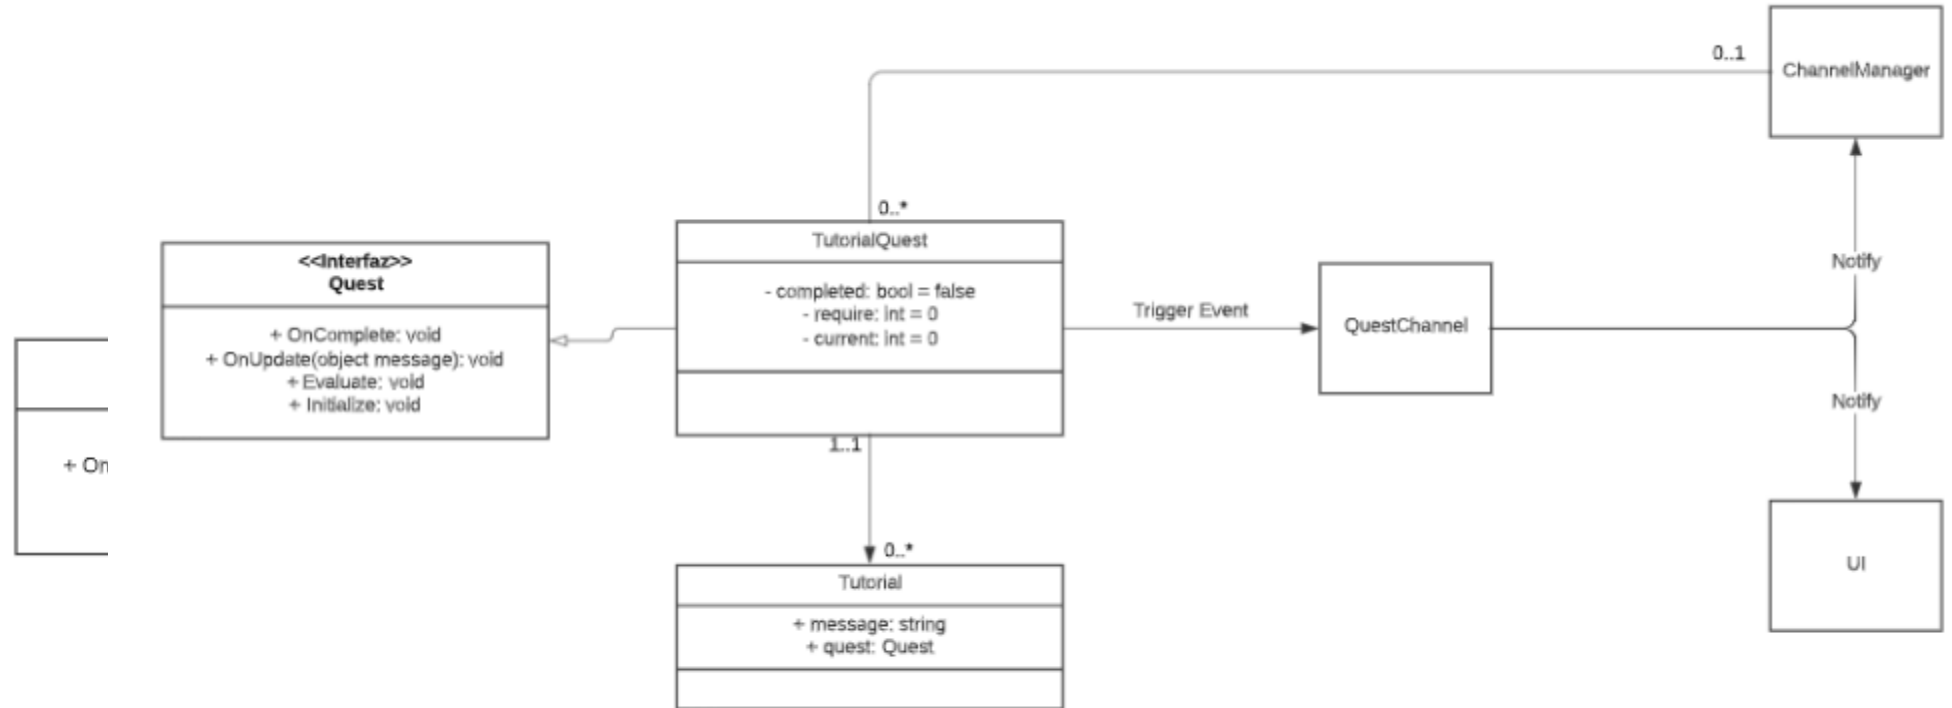 0..1
ChannelManager
0..*
TutorialQuest
- completed: bool = false
- require: int = 0
- current: int = 0
<<Interfaz>>
Quest
+ OnComplete: void
+ OnUpdate(object message): void
+ Evaluate: void
+ Initialize: void
+ On
Trigger Event
QuestChannel
Notify
Notify
UI
1..1
0..*
Tutorial
+ message: string
+ quest: Quest